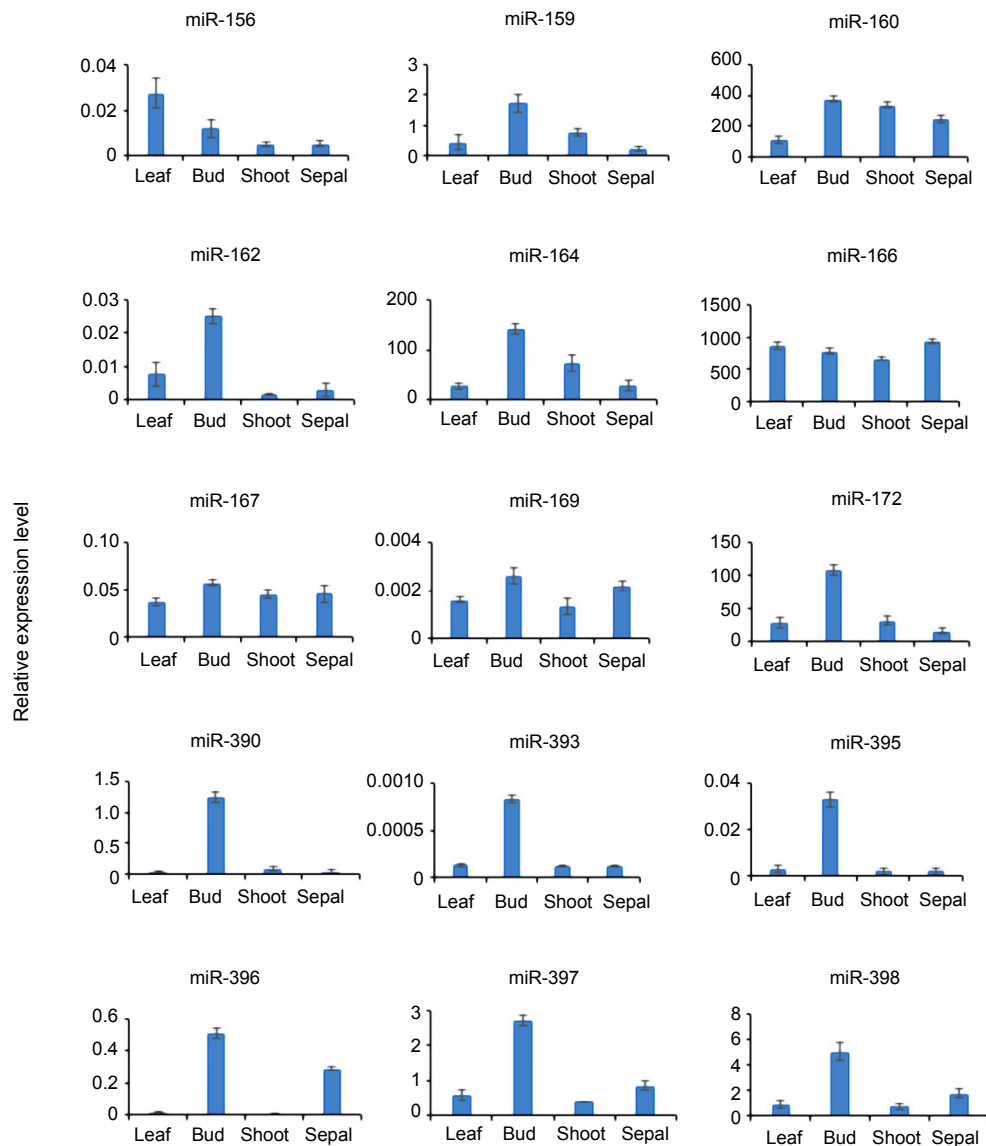 miR-156 miR-159 miR-160
0.04 3 600
0.02 2 400
0 1 200
0 0
Leaf Bud Shoot Sepal Leaf Bud Shoot Sepal Leaf Bud Shoot Sepal
miR-162 miR-164 miR-166
0.03 200 1500
0.02 100 1000
0.01 0 500
0 0
Leaf Bud Shoot Sepal Leaf Bud Shoot Sepal Leaf Bud Shoot Sepal
Relative expression level
miR-167 miR-169 miR-172
0.10 0.004 150
0.05 0.002 100
0 0 50
0
Leaf Bud Shoot Sepal Leaf Bud Shoot Sepal Leaf Bud Shoot Sepal
miR-390 miR-393 miR-395
1.5 0.0010 0.04
1.0 0.0005 0.02
0.5 0 0
0
Leaf Bud Shoot Sepal Leaf Bud Shoot Sepal Leaf Bud Shoot Sepal
miR-396 miR-397 miR-398
0.6 3 8
0.4 2 6
0.2 1 4
0 0 2
0
Leaf Bud Shoot Sepal Leaf Bud Shoot Sepal Leaf Bud Shoot Sepal